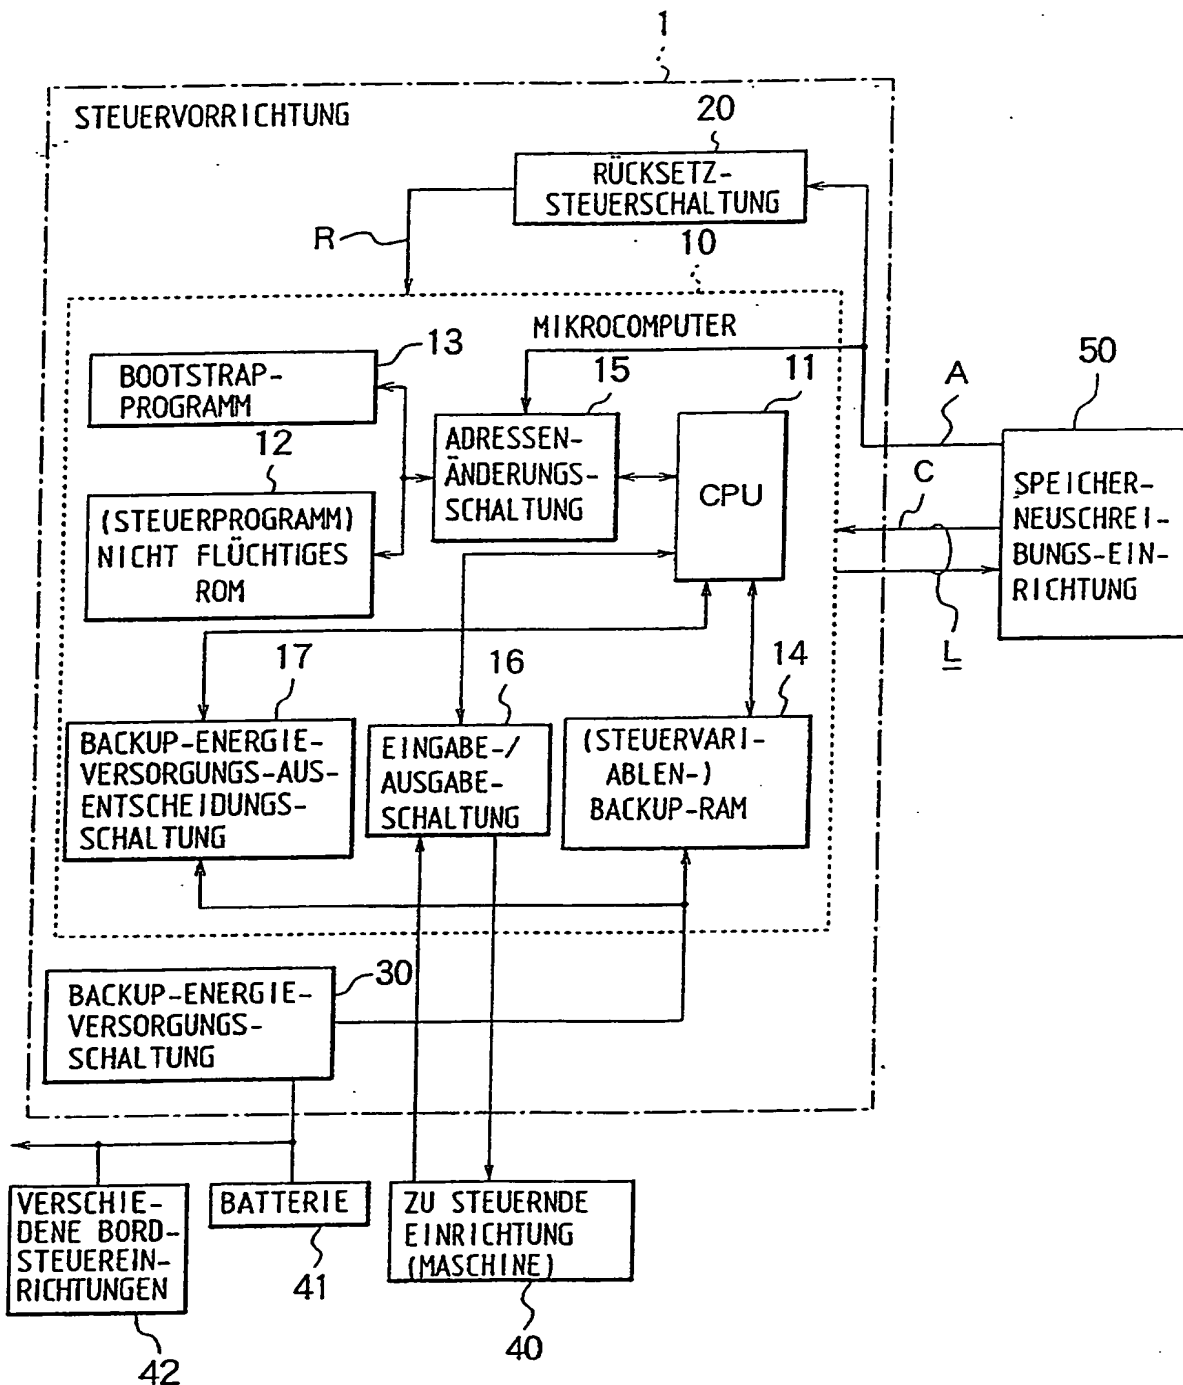 1
STEUERVORRICHTUNG
20
RÜCKSETZ-
STEUERSCHALTUNG
R
10
MIKROCOMPUTER
13
BOOTSTRAP-
PROGRAMM
15
11
50
A
12
ADRESSEN-
ÄNDERUNGS-
SCHALTUNG
CPU
C
SPEICHER-
NEUSCHREI-
BUNGS-EIN-
RICHTUNG
(STEUERPROGRAMM)
NICHT FLÜCHTIGES
ROM
L
17
16
14
BACKUP-ENERGIE-
VERSORGUNGS-AUS-
ENTSCHEIDUNGS-
SCHALTUNG
EINGABE-/
AUSGABE-
SCHALTUNG
(STEUERVARI-
ABLEN-)
BACKUP-RAM
30
BACKUP-ENERGIE-
VERSORGUNGS-
SCHALTUNG
VERSCHIE-
DENE BORD-
STEUEREIN-
RICHTUNGEN
42
BATTERIE
41
ZU STEUERNDE
EINRICHTUNG
(MASCHINE)
40